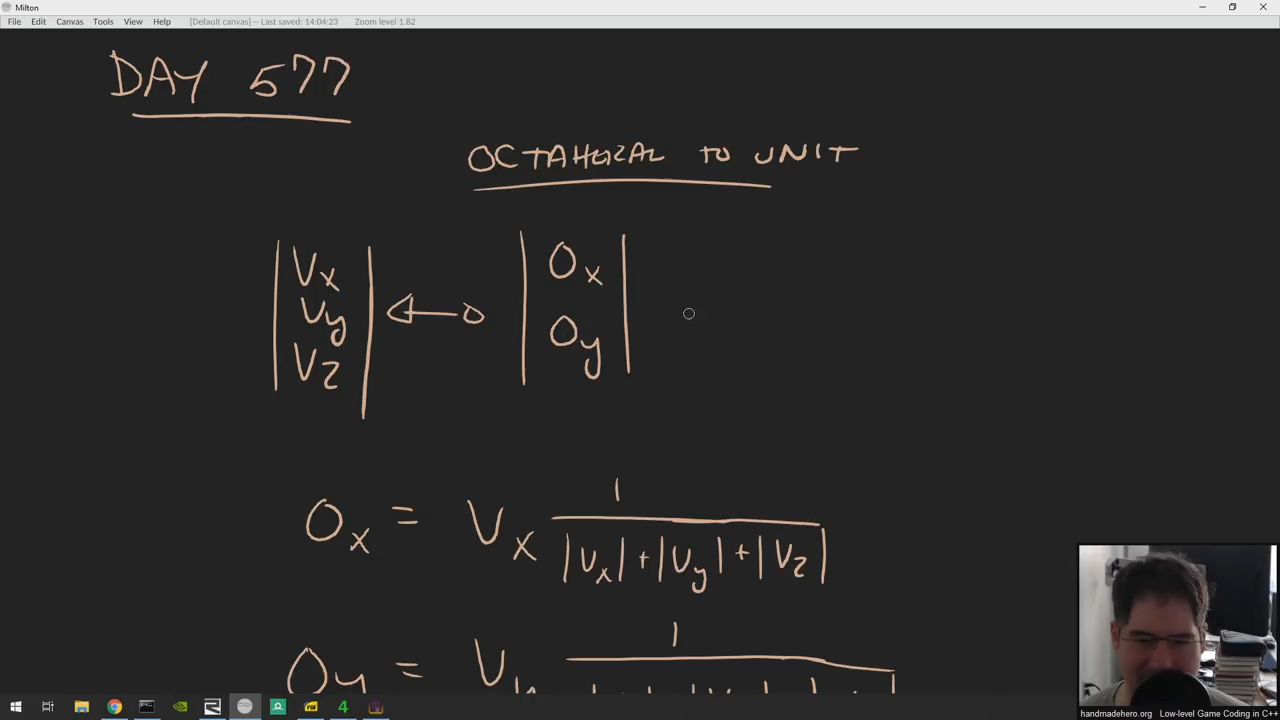 Milton
File Edit Canvas Tools View Help [Default canvas] -- Last saved: 14:04:23 Zoom level 1.82
DAY 577
OCTAHERAL TO UNIT
Vx
Vy
Vz
Ox
Oy
Ox = Vx 1
|Vx|+|Vy|+|Vz|
Oy = V 1
4
handmadehero.org Low-level Game Coding in C++